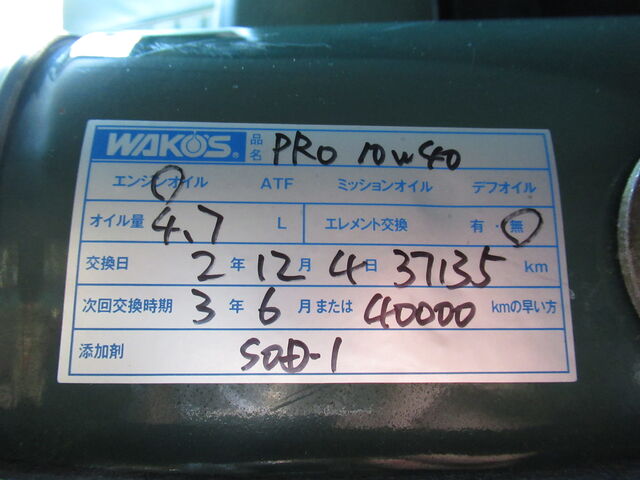 WAKO'S® 品名 PRO 10w40
エンジンオイル ATF ミッションオイル デフオイル
オイル量 4.7 L エレメント交換 有・無
交換日 2年 12月 4日 37135 km
次回交換時期 3年 6月または 40000 kmの早い方
添加剤 SOD-1